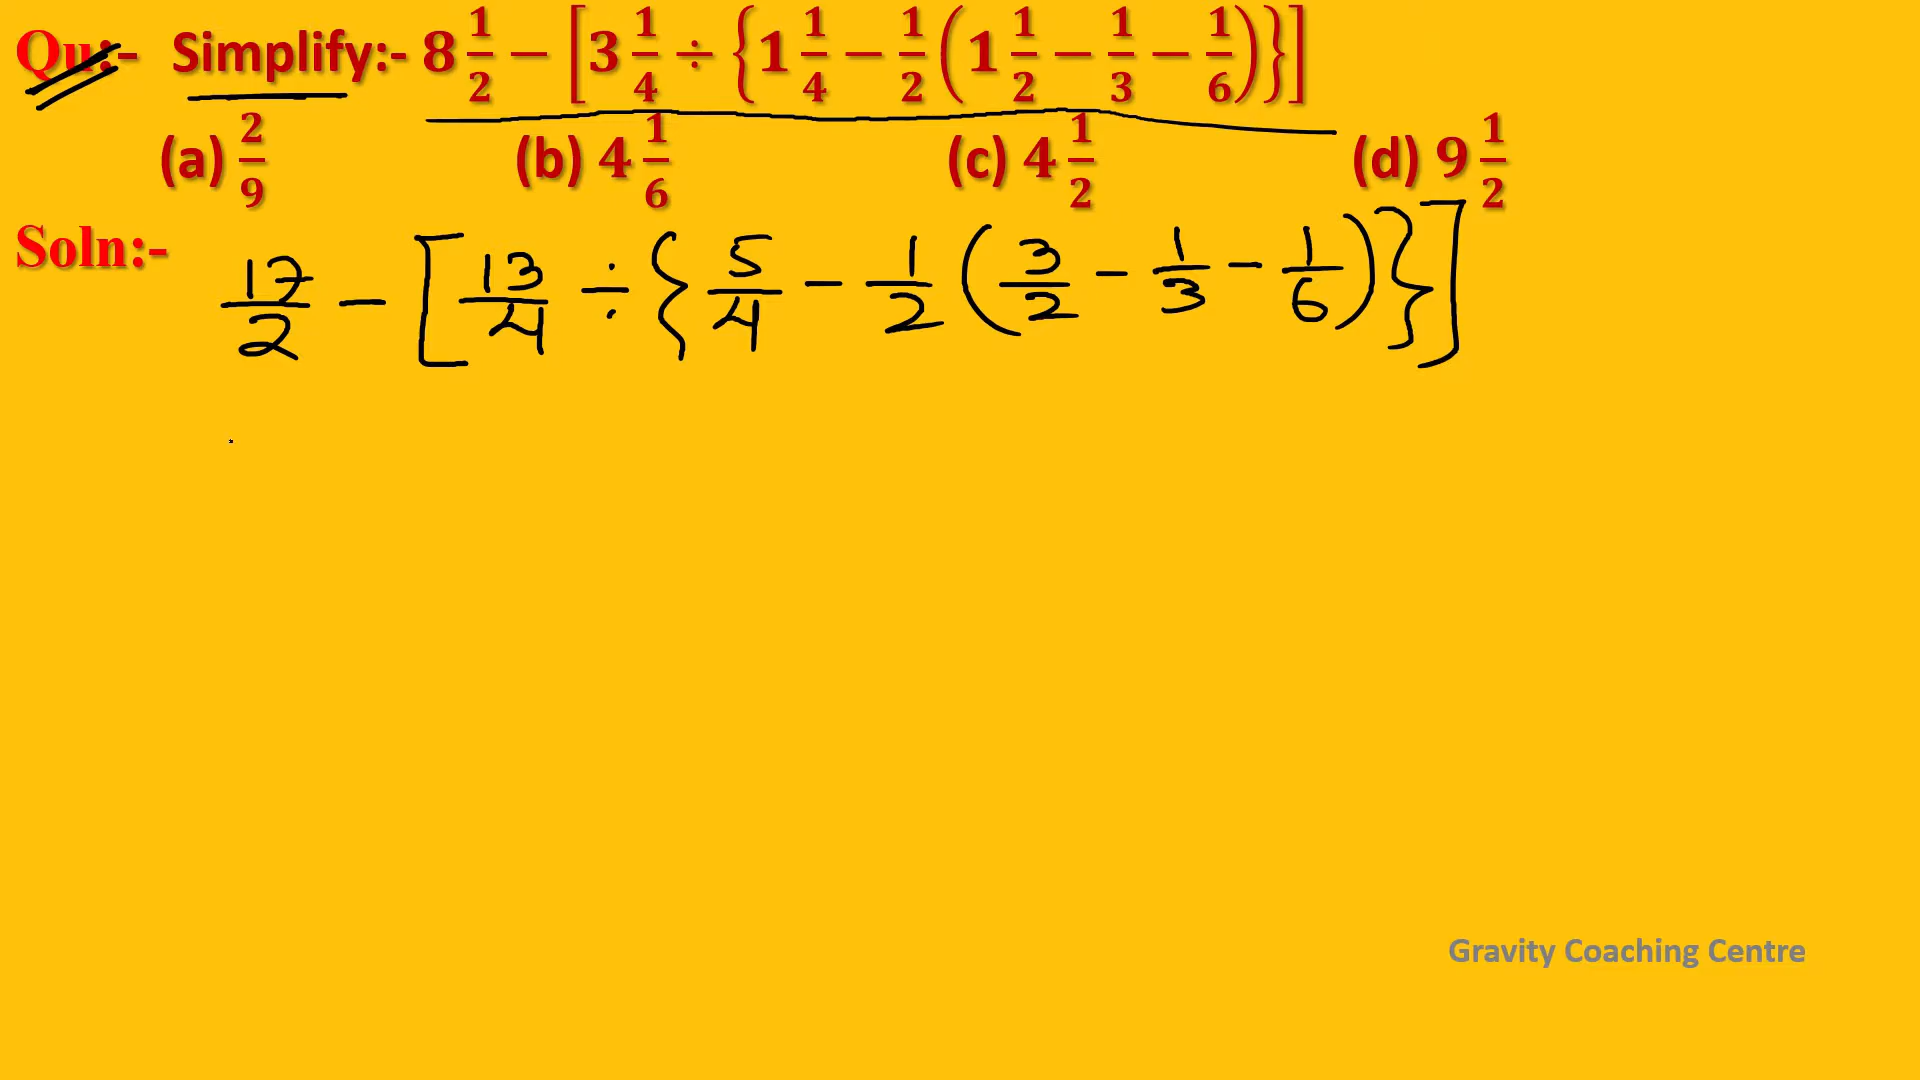 Qu:- Simplify:- 8 1/2 − [3 1/4 ÷ {1 1/4 − 1/2 (1 1/2 − 1/3 − 1/6)}]
(a) 2/9 (b) 4 1/6 (c) 4 1/2 (d) 9 1/2
Soln:- 17/2 − [13/4 ÷ {5/4 − 1/2 (3/2 − 1/3 − 1/6)}]
Gravity Coaching Centre